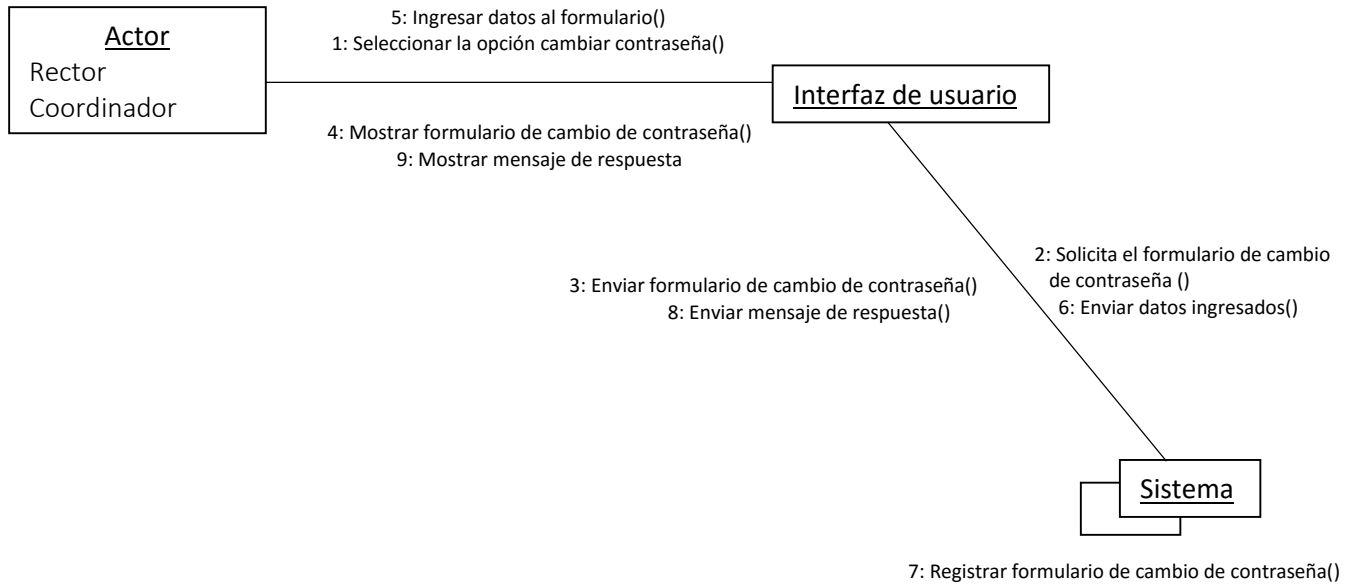 5: Ingresar datos al formulario()
1: Seleccionar la opción cambiar contraseña()
Actor
Rector
Coordinador
Interfaz de usuario
4: Mostrar formulario de cambio de contraseña()
9: Mostrar mensaje de respuesta
2: Solicita el formulario de cambio
de contraseña ()
6: Enviar datos ingresados()
3: Enviar formulario de cambio de contraseña()
8: Enviar mensaje de respuesta()
Sistema
7: Registrar formulario de cambio de contraseña()